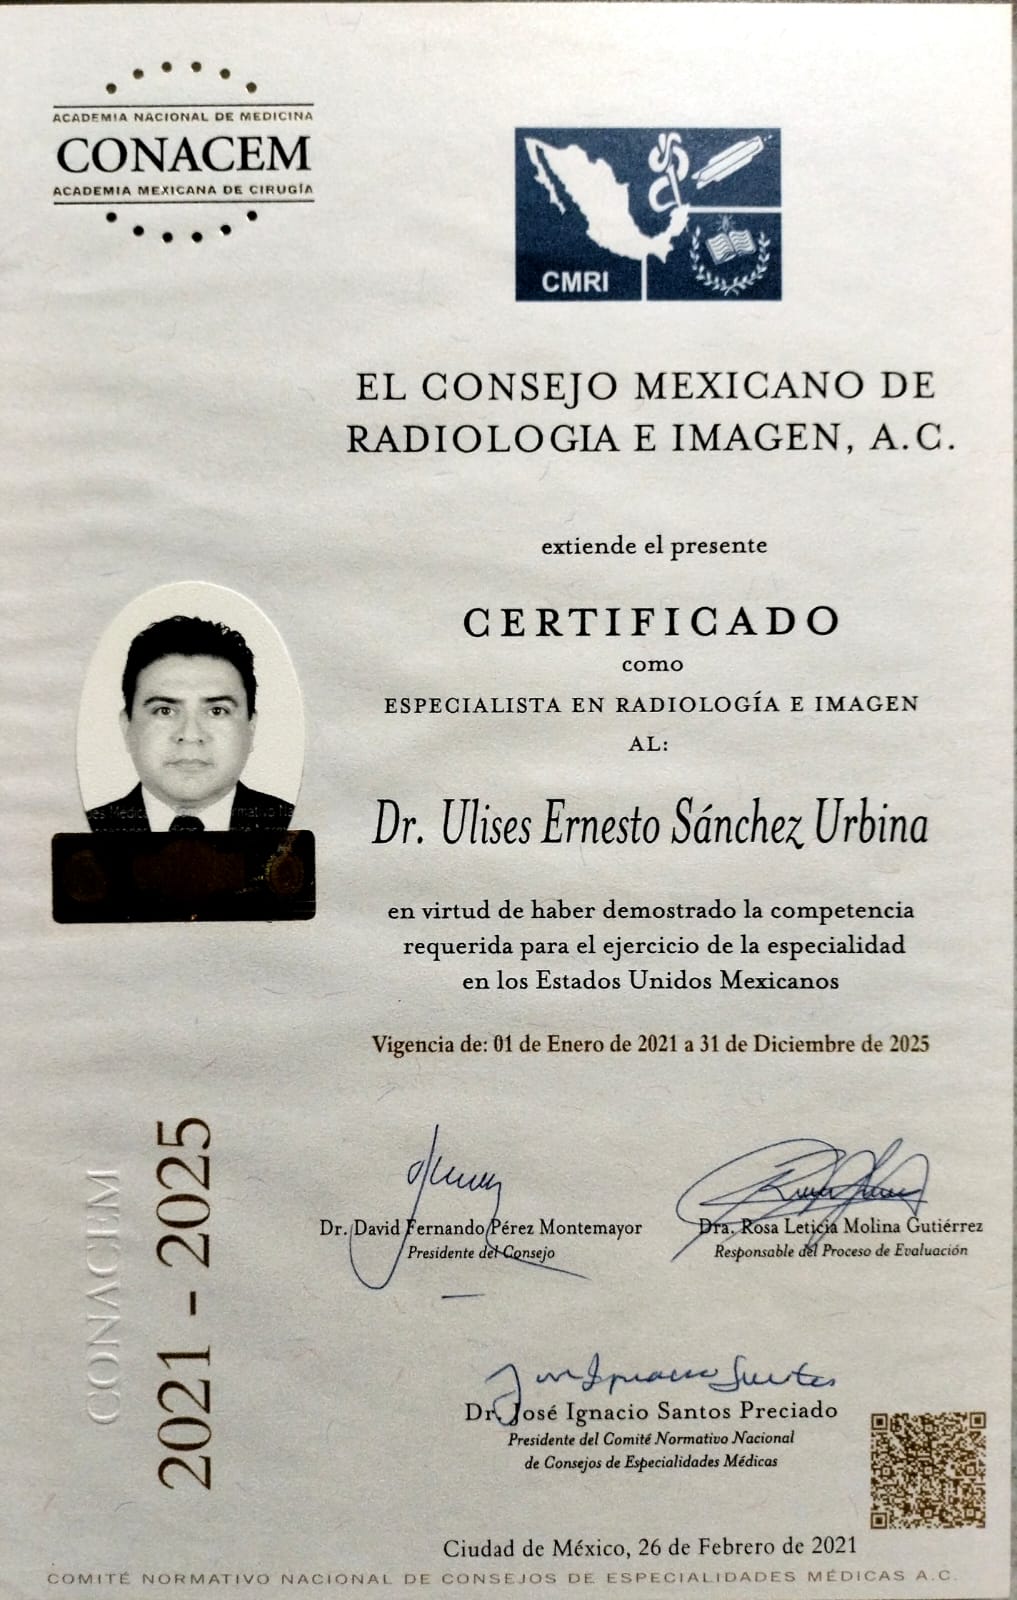 ACADEMIA NACIONAL DE MEDICINA
CONACEM
ACADEMIA MEXICANA DE CIRUGÍA
CMRI
EL CONSEJO MEXICANO DE
RADIOLOGIA E IMAGEN, A.C.
extiende el presente
CERTIFICADO
como
ESPECIALISTA EN RADIOLOGÍA E IMAGEN
AL:
Dr. Ulises Ernesto Sánchez Urbina
en virtud de haber demostrado la competencia
requerida para el ejercicio de la especialidad
en los Estados Unidos Mexicanos
Vigencia de: 01 de Enero de 2021 a 31 de Diciembre de 2025
CONACEM
2021 - 2025
Dr. David Fernando Pérez Montemayor
Presidente del Consejo
Dra. Rosa Leticia Molina Gutiérrez
Responsable del Proceso de Evaluación
Dr. José Ignacio Santos Preciado
Presidente del Comité Normativo Nacional
de Consejos de Especialidades Médicas
Ciudad de México, 26 de Febrero de 2021
COMITÉ NORMATIVO NACIONAL DE CONSEJOS DE ESPECIALIDADES MÉDICAS A.C.